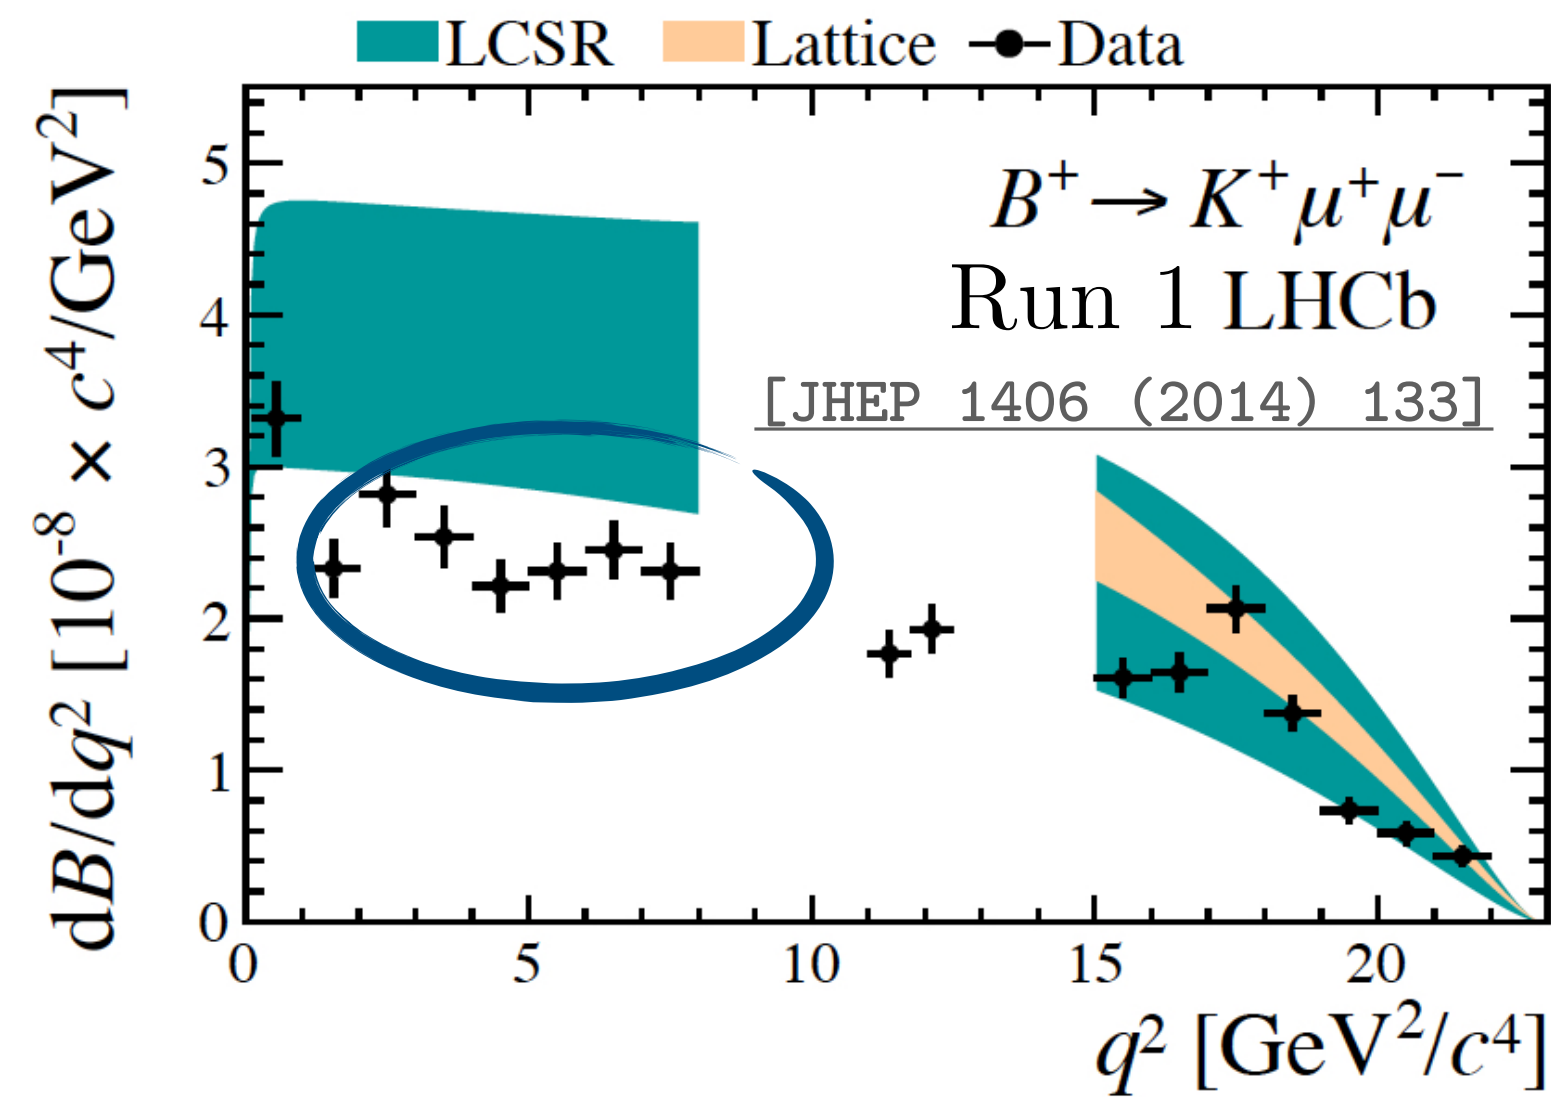 LCSR Lattice Data
dB/dq² [10⁻⁸ × c⁴/GeV²]
5
4
3
2
1
0
B⁺ → K⁺μ⁺μ⁻
Run 1 LHCb
[JHEP 1406 (2014) 133]
0 5 10 15 20
q² [GeV²/c⁴]